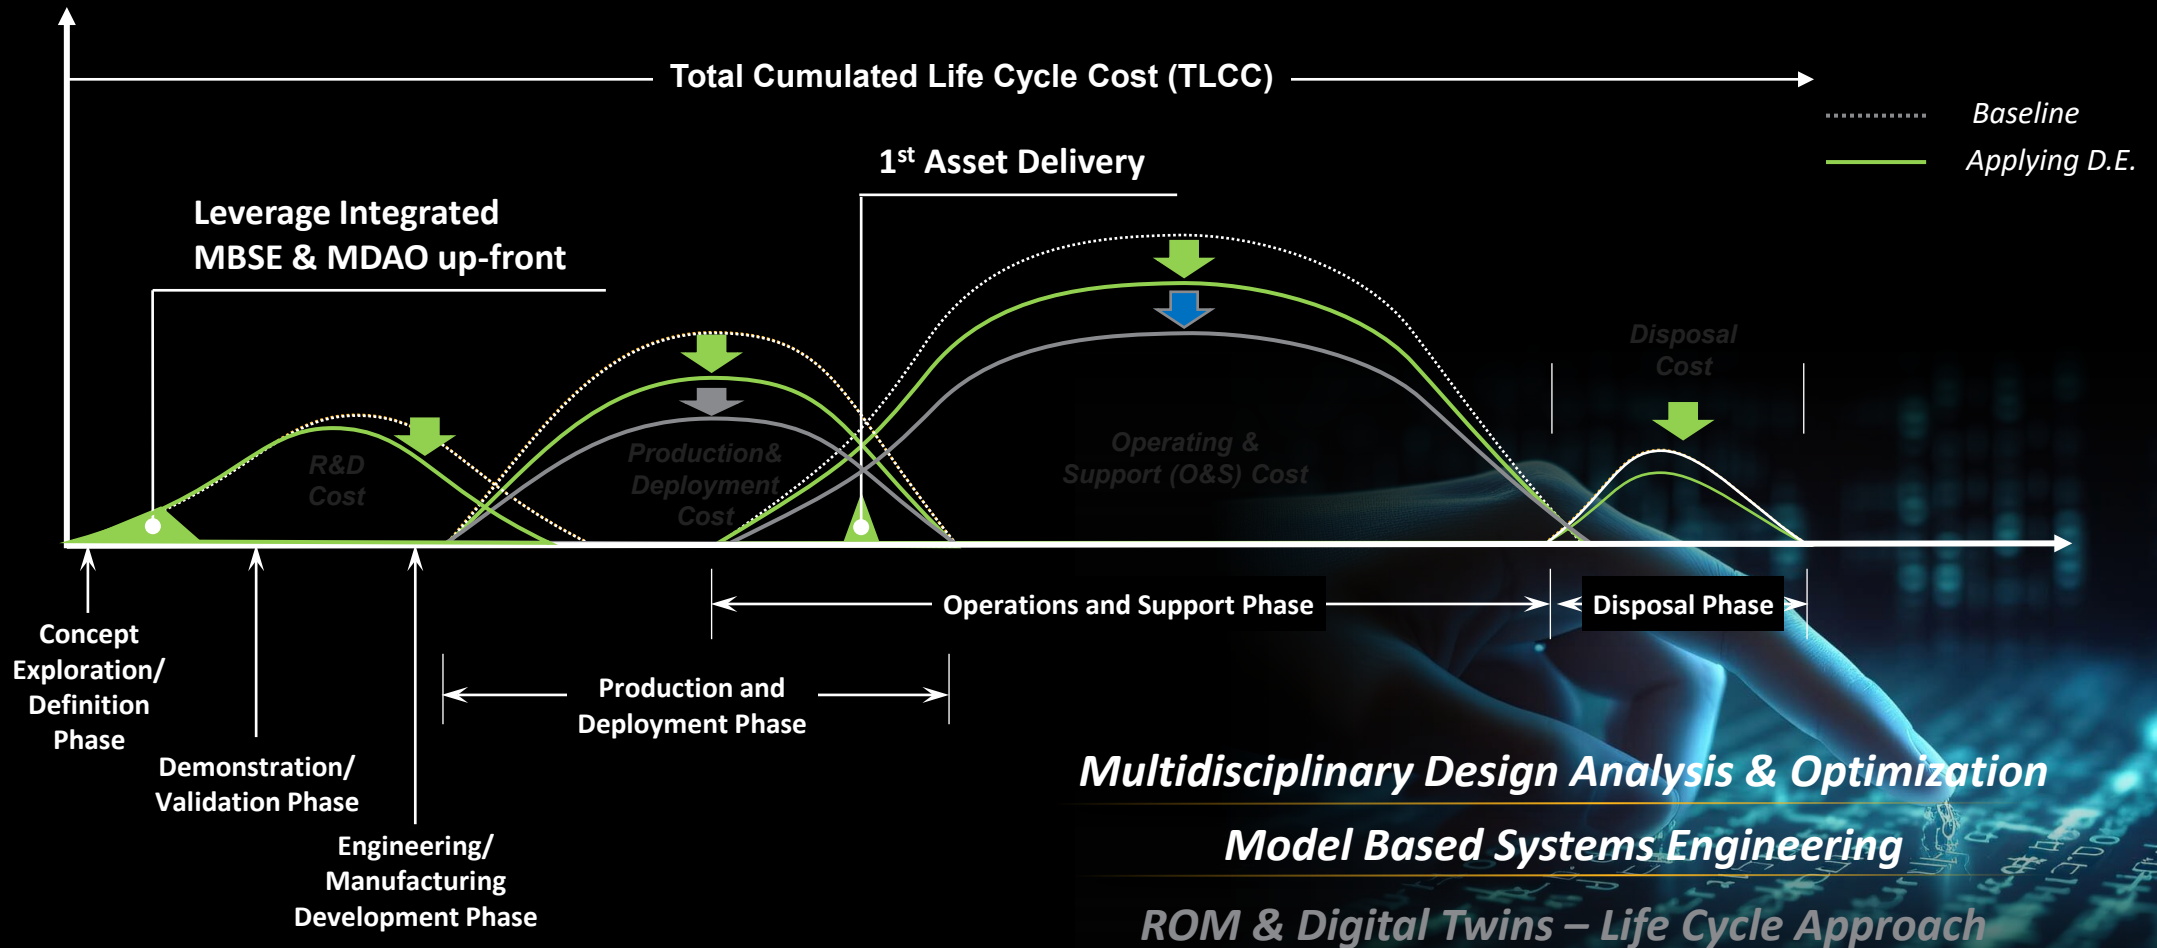 Total Cumulated Life Cycle Cost (TLCC)
Baseline
Applying D.E.
1st Asset Delivery
Leverage Integrated
MBSE & MDAO up-front
Disposal
Cost
R&D
Cost
Production&
Deployment
Cost
Operating &
Support (O&S) Cost
Operations and Support Phase
Disposal Phase
Concept
Exploration/
Definition
Phase
Production and
Deployment Phase
Demonstration/
Validation Phase
Engineering/
Manufacturing
Development Phase
Multidisciplinary Design Analysis & Optimization
Model Based Systems Engineering
ROM & Digital Twins – Life Cycle Approach